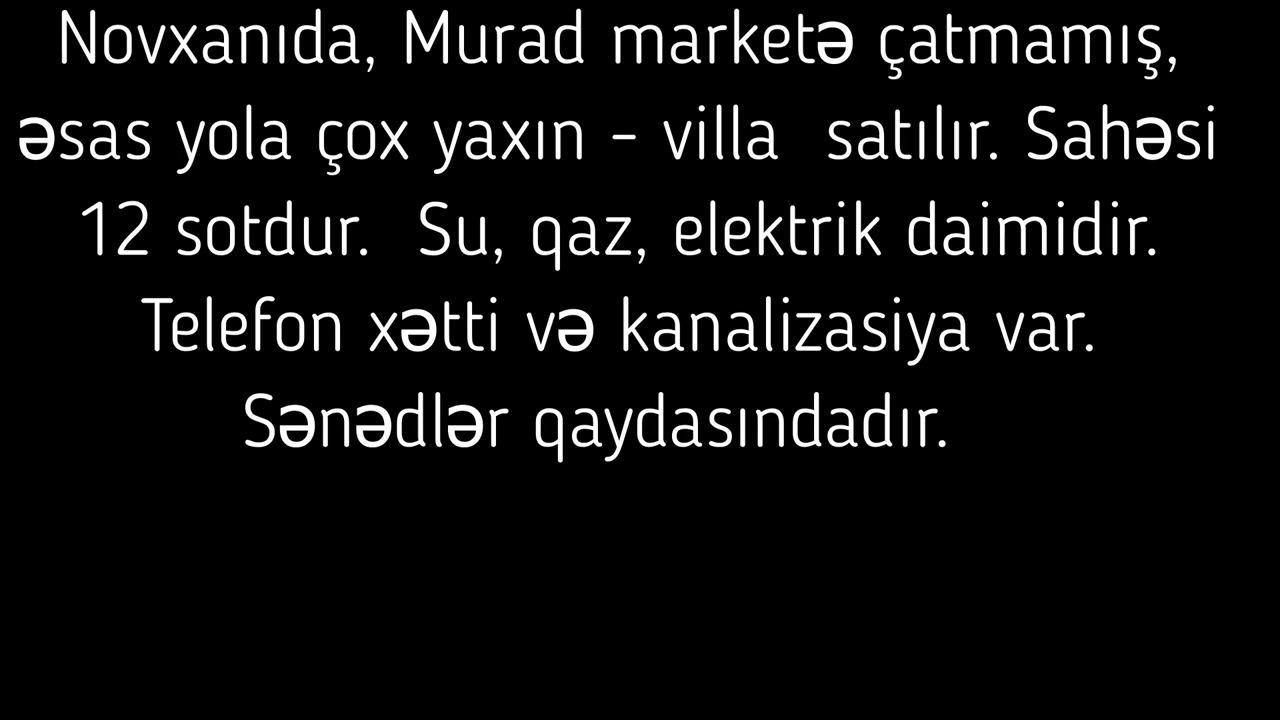 Novxanıda, Murad marketə çatmamış,
əsas yola çox yaxın - villa  satılır. Sahəsi
12 sotdur.  Su, qaz, elektrik daimidir.
Telefon xətti və kanalizasiya var.
Sənədlər qaydasındadır.